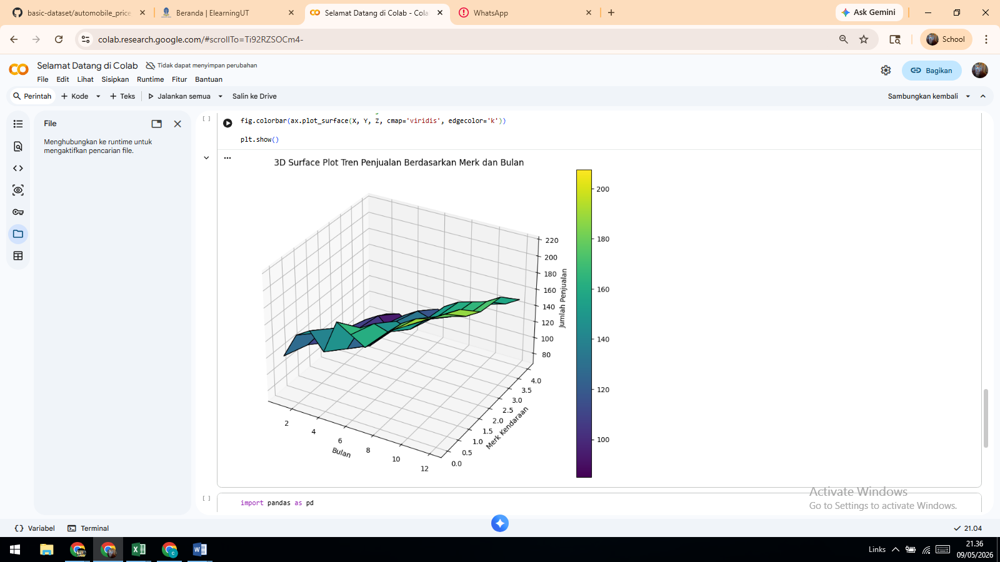 basic-dataset/automobile_price
Beranda | ElearningUT
Selamat Datang di Colab - Cola
WhatsApp
Ask Gemini
colab.research.google.com/#scrollTo=Ti92RZSOCm4-
School
Selamat Datang di Colab
Tidak dapat menyimpan perubahan
File Edit Lihat Sisipkan Runtime Fitur Bantuan
Bagikan
Perintah + Kode + Teks Jalankan semua Salin ke Drive
Sambungkan kembali
File
Menghubungkan ke runtime untuk
mengaktifkan pencarian file.
[ ]
fig.colorbar(ax.plot_surface(X, Y, Z, cmap='viridis', edgecolor='k'))
plt.show()
3D Surface Plot Tren Penjualan Berdasarkan Merk dan Bulan
220
200
180
160
140
120
100
80
Jumlah Penjualan
4.0
3.5
3.0
2.5
2.0
1.5
1.0
0.5
0.0
Merk Kendaraan
2
4
6
8
10
12
Bulan
200
180
160
140
120
100
[ ]
import pandas as pd
Activate Windows
Go to Settings to activate Windows.
Variabel
Terminal
21.04
Links
21.36
09/05/2026